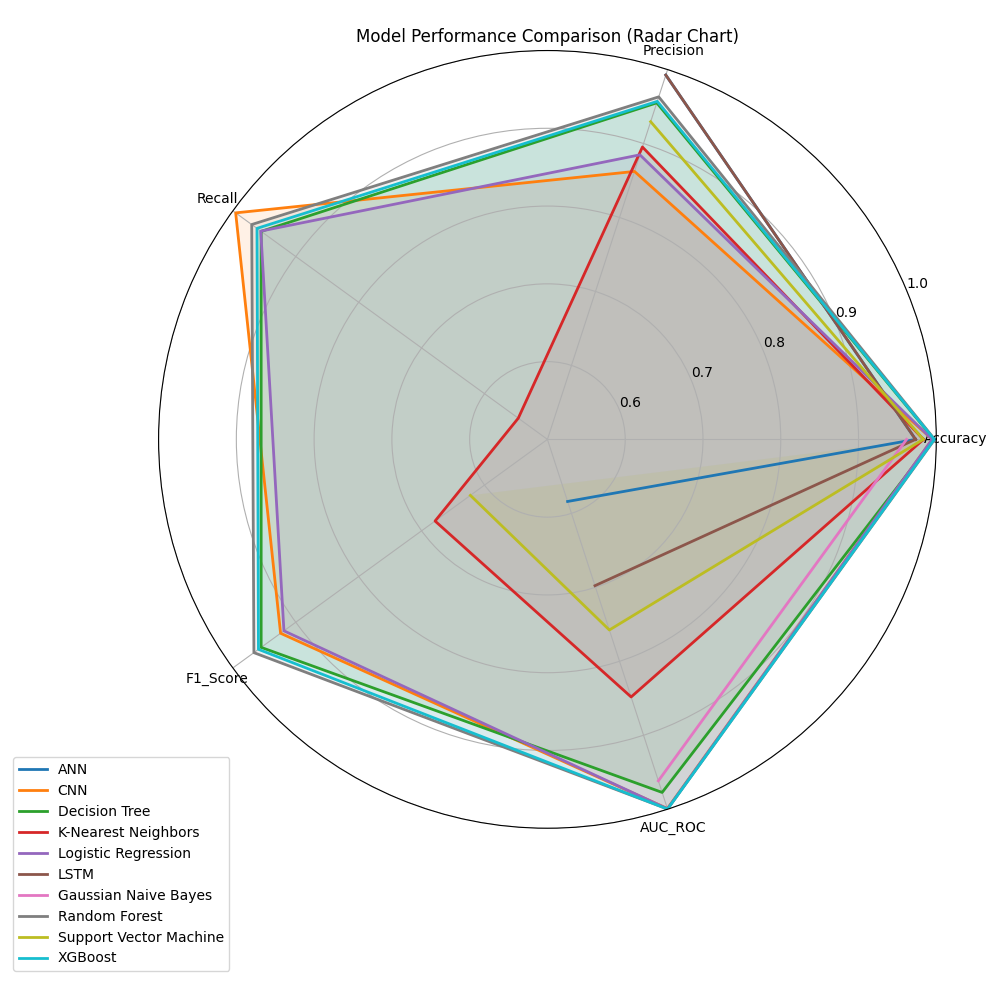 Model Performance Comparison (Radar Chart)
Precision
Recall
1.0
0.9
0.8
0.7
0.6
Accuracy
F1_Score
AUC_ROC
ANN
CNN
Decision Tree
K-Nearest Neighbors
Logistic Regression
LSTM
Gaussian Naive Bayes
Random Forest
Support Vector Machine
XGBoost